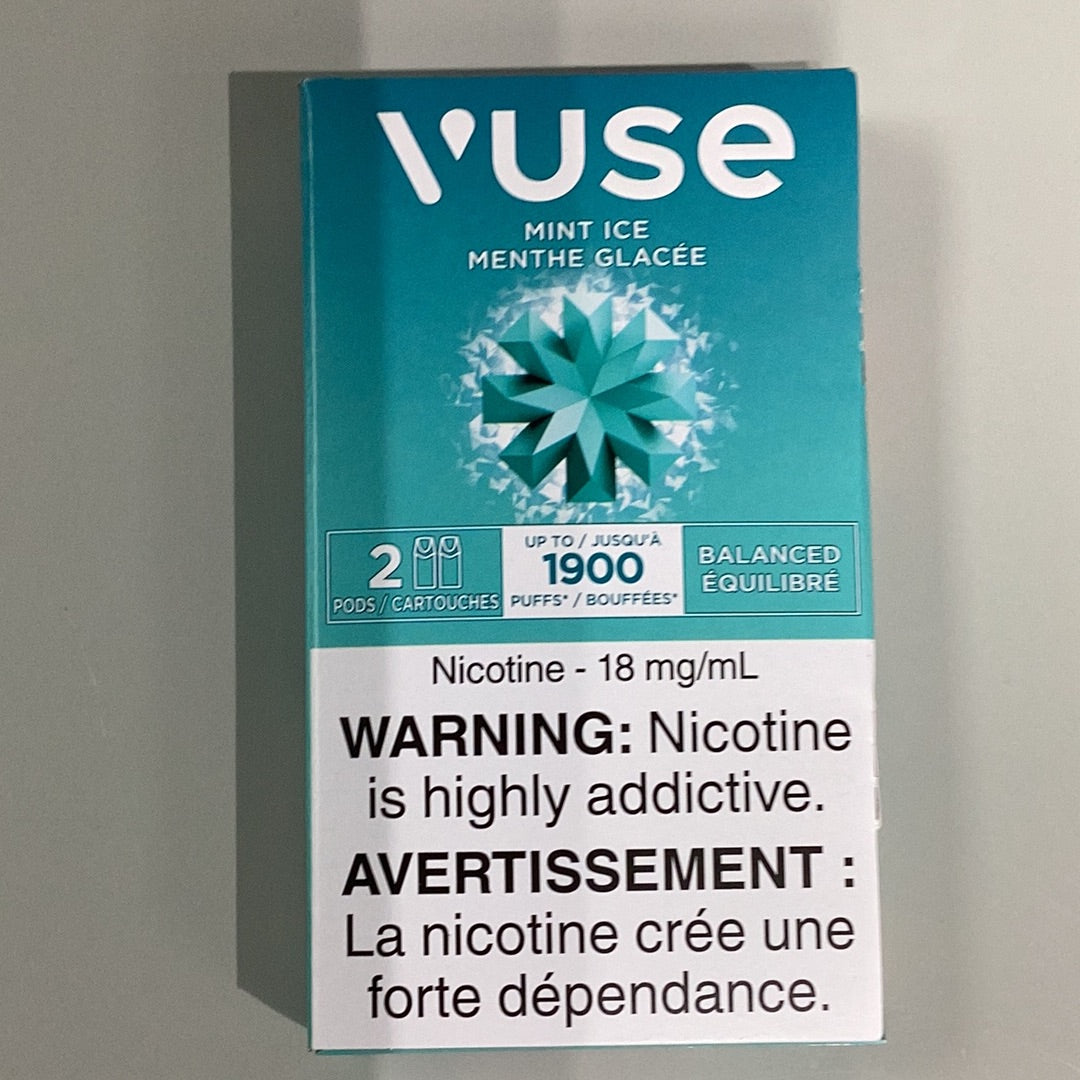 vuse
MINT ICE
MENTHE GLACÉE
2
PODS / CARTOUCHES
UP TO / JUSQU'À
1900
PUFFS* / BOUFFÉES*
BALANCED
ÉQUILIBRÉ
Nicotine - 18 mg/mL
WARNING: Nicotine
is highly addictive.
AVERTISSEMENT :
La nicotine crée une
forte dépendance.